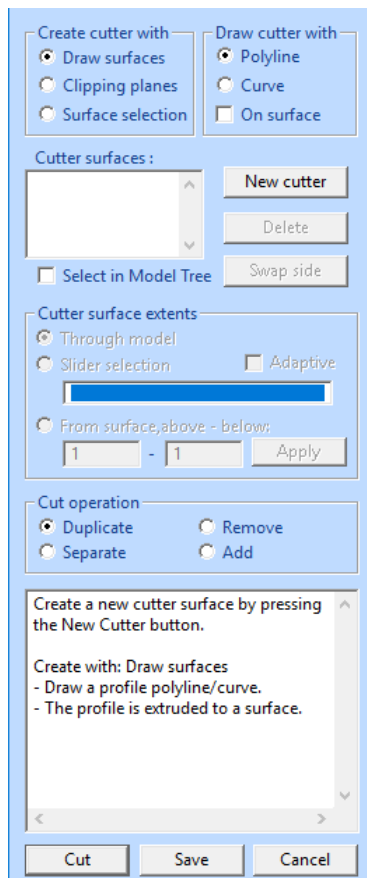 Create cutter with
Draw surfaces
Clipping planes
Surface selection
Draw cutter with
Polyline
Curve
On surface
Cutter surfaces :
New cutter
Delete
Select in Model Tree
Swap side
Cutter surface extents
Through model
Slider selection
Adaptive
From surface,above - below:
1 - 1
Apply
Cut operation
Duplicate
Remove
Separate
Add
Create a new cutter surface by pressing
the New Cutter button.
Create with: Draw surfaces
- Draw a profile polyline/curve.
- The profile is extruded to a surface.
Cut
Save
Cancel